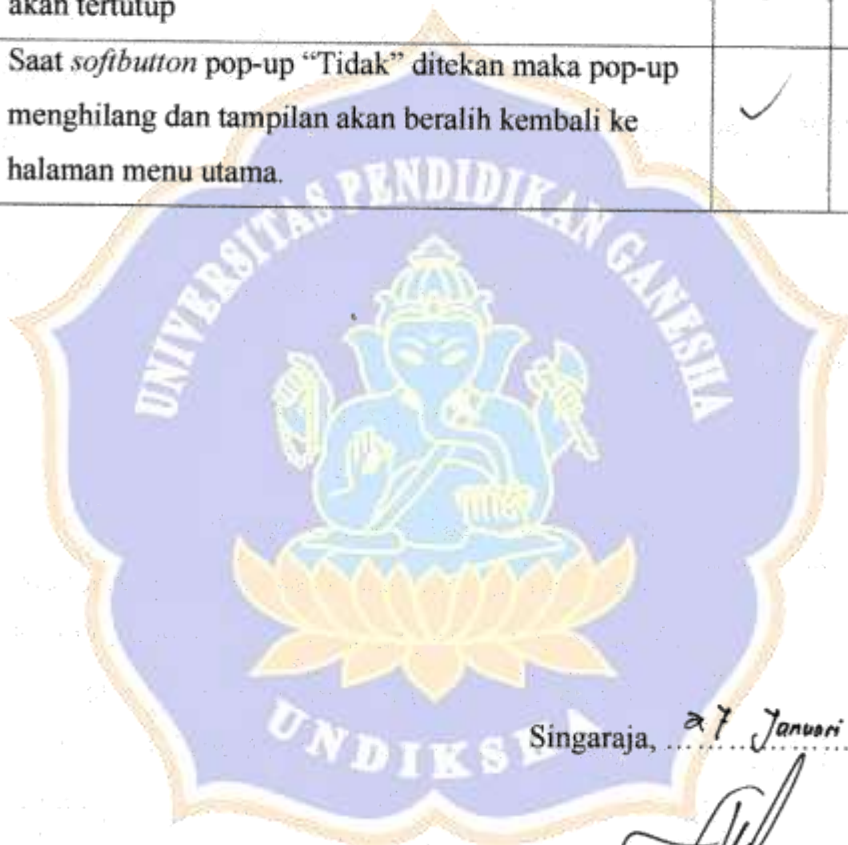 akan tertutup
Saat softbutton pop-up “Tidak” ditekan maka pop-up
menghilang dan tampilan akan beralih kembali ke
halaman menu utama.
UNIVERSITAS PENDIDIKAN GANESHA
UNDIKSHA
Singaraja, 27 Januari